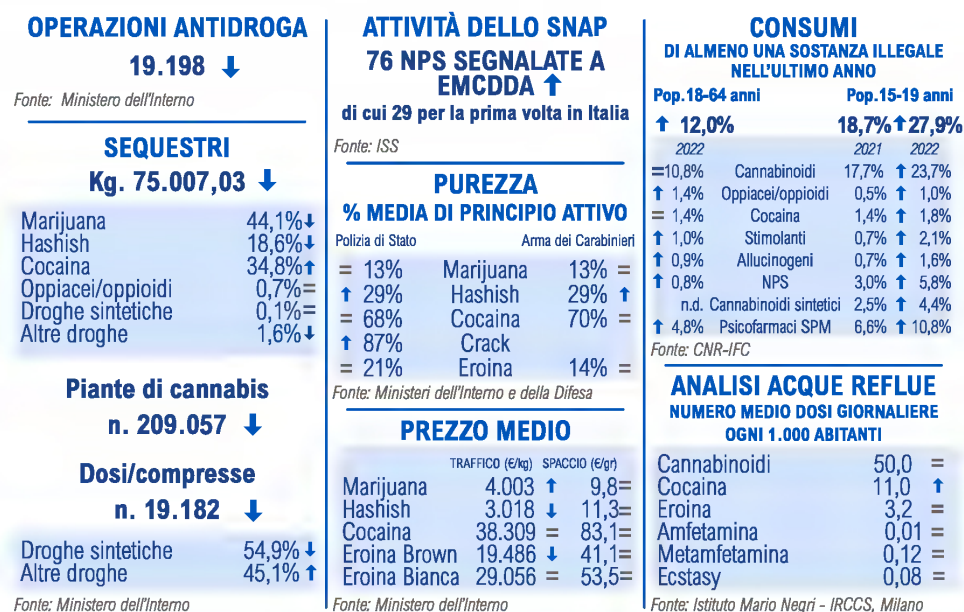 OPERAZIONI ANTIDROGA
19.198 ↓
Fonte: Ministero dell'Interno
SEQUESTRI
Kg. 75.007,03 ↓
Marijuana 44,1% ↓
Hashish 18,6% ↓
Cocaina 34,8% ↑
Oppiacei/oppioidi 0,7% =
Droghe sintetiche 0,1% =
Altre droghe 1,6% ↓
Piante di cannabis
n. 209.057 ↓
Dosi/compresse
n. 19.182 ↓
Droghe sintetiche 54,9% ↓
Altre droghe 45,1% ↑
Fonte: Ministero dell'Interno
ATTIVITÀ DELLO SNAP
76 NPS SEGNALATE A
EMCDDA ↑
di cui 29 per la prima volta in Italia
Fonte: ISS
PUREZZA
% MEDIA DI PRINCIPIO ATTIVO
Polizia di Stato Arma dei Carabinieri
= 13% Marijuana 13% =
↑ 29% Hashish 29% ↑
= 68% Cocaina 70% =
↑ 87% Crack
= 21% Eroina 14% =
Fonte: Ministeri dell'Interno e della Difesa
PREZZO MEDIO
TRAFFICO (€/kg) SPACCIO (€/gr)
Marijuana 4.003 ↑ 9,8 =
Hashish 3.018 ↓ 11,3 =
Cocaina 38.309 = 83,1 =
Eroina Brown 19.486 ↓ 41,1 =
Eroina Bianca 29.056 = 53,5 =
Fonte: Ministero dell'Interno
CONSUMI
DI ALMENO UNA SOSTANZA ILLEGALE
NELL'ULTIMO ANNO
Pop.18-64 anni Pop.15-19 anni
↑ 12,0% 18,7% ↑ 27,9%
2022 2021 2022
= 10,8% Cannabinoidi 17,7% ↑ 23,7%
↑ 1,4% Oppiacei/oppioidi 0,5% ↑ 1,0%
= 1,4% Cocaina 1,4% ↑ 1,8%
↑ 1,0% Stimolanti 0,7% ↑ 2,1%
↑ 0,9% Allucinogeni 0,7% ↑ 1,6%
↑ 0,8% NPS 3,0% ↑ 5,8%
n.d. Cannabinoidi sintetici 2,5% ↑ 4,4%
↑ 4,8% Psicofarmaci SPM 6,6% ↑ 10,8%
Fonte: CNR-IFC
ANALISI ACQUE REFLUE
NUMERO MEDIO DOSI GIORNALIERE
OGNI 1.000 ABITANTI
Cannabinoidi 50,0 =
Cocaina 11,0 ↑
Eroina 3,2 =
Amfetamina 0,01 =
Metamfetamina 0,12 =
Ecstasy 0,08 =
Fonte: Istituto Mario Negri - IRCCS, Milano